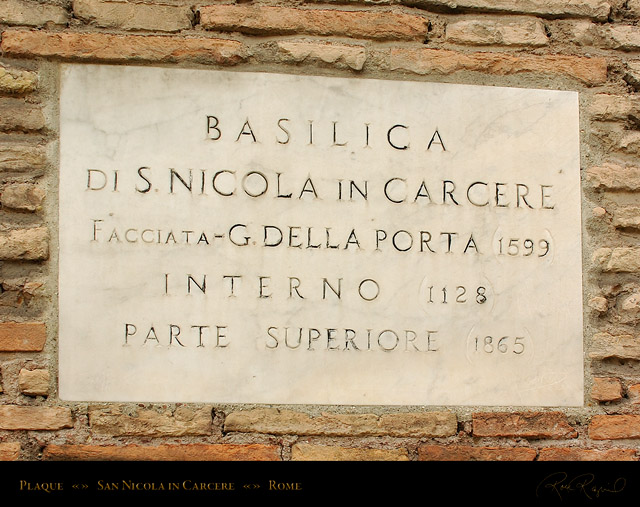 BASILICA
DI S. NICOLA IN CARCERE
FACCIATA-G. DELLA PORTA (1599)
INTERNO (1128)
PARTE SUPERIORE (1865)
PLAQUE «» SAN NICOLA IN CARCERE «» ROME